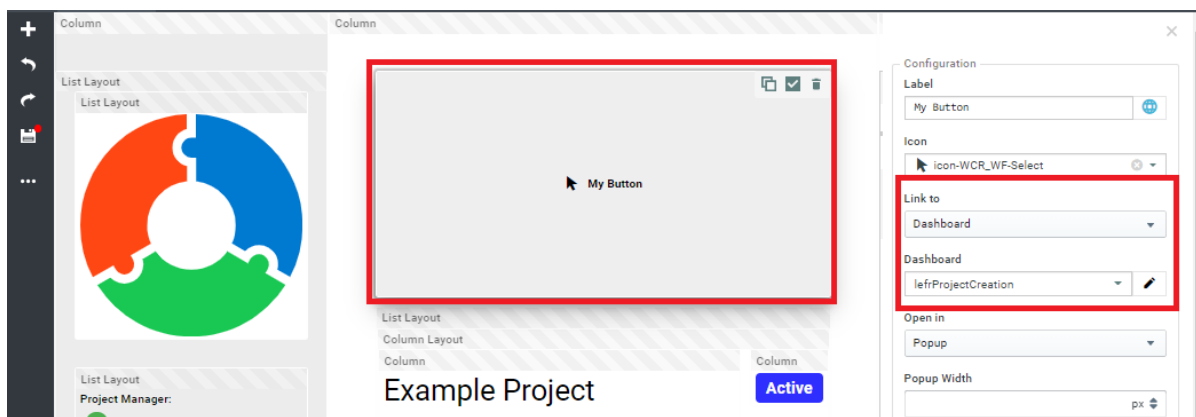 Column
List Layout
List Layout
List Layout
Project Manager:
Column
My Button
List Layout
Column Layout
Column
Example Project
Column
Active
Configuration
Label
My Button
Icon
icon-WCR_WF-Select
Link to
Dashboard
Dashboard
lefrProjectCreation
Open in
Popup
Popup Width
px